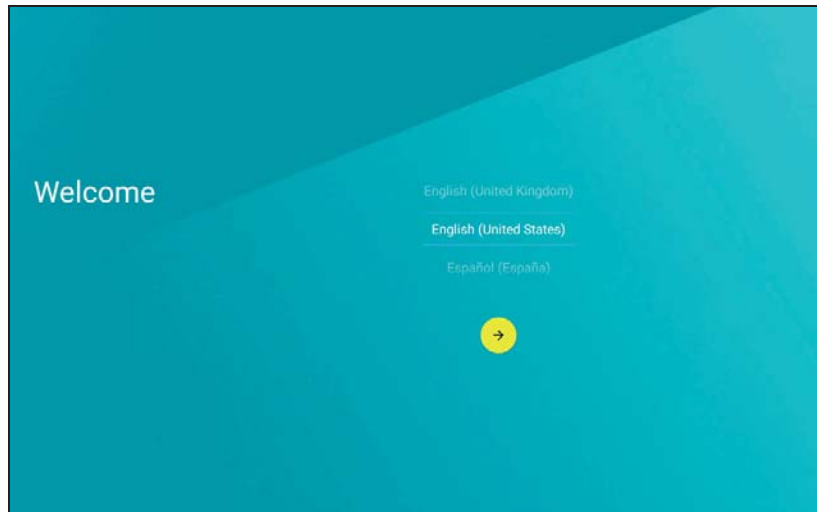 Welcome
English (United Kingdom)
English (United States)
Español (España)